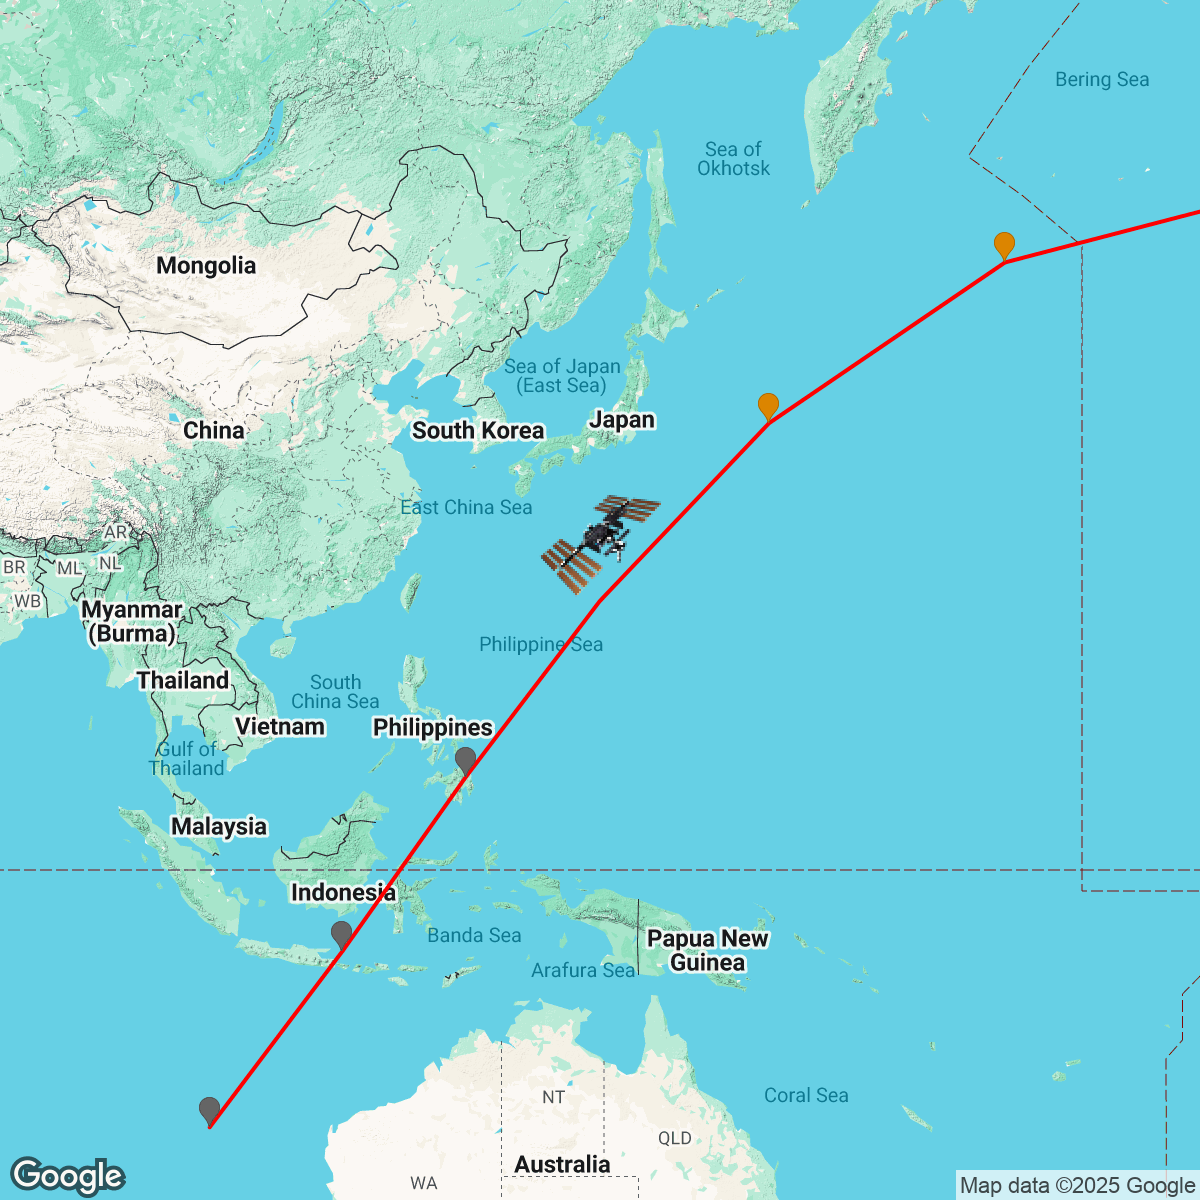 Bering Sea
Sea of
Okhotsk
Mongolia
Sea of Japan
(East Sea)
Japan
China
South Korea
East China Sea
AR
BR
ML
NL
WB
Myanmar
(Burma)
Philippine Sea
Thailand
South
China Sea
Vietnam
Philippines
Gulf of
Thailand
Malaysia
Indonesia
Banda Sea
Papua New
Guinea
Arafura Sea
NT
Coral Sea
QLD
Australia
WA
Google
Map data ©2025 Google